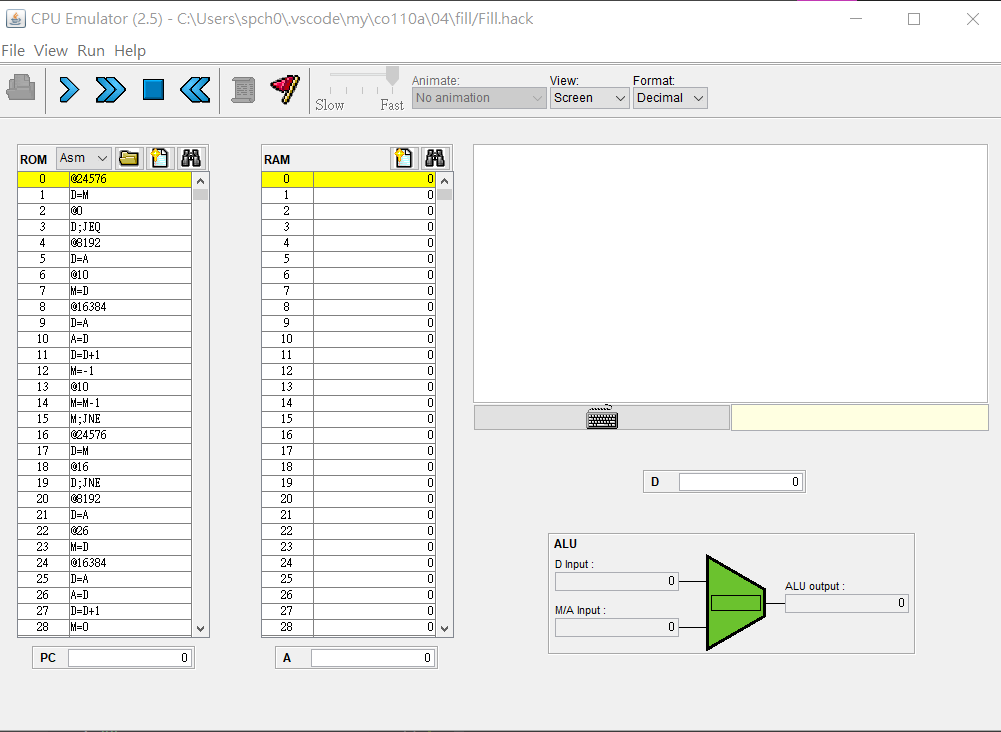 CPU Emulator (2.5) - C:\Users\spch0\.vscode\my\co110a\04\fill/Fill.hack
File View Run Help
Slow Fast
Animate: View: Format:
No animation Screen Decimal
ROM Asm RAM
0 @24576 0 0
1 D=M 1 0
2 @0 2 0
3 D;JEQ 3 0
4 @8192 4 0
5 D=A 5 0
6 @10 6 0
7 M=D 7 0
8 @16384 8 0
9 D=A 9 0
10 A=D 10 0
11 D=D+1 11 0
12 M=-1 12 0
13 @10 13 0
14 M=M-1 14 0
15 M;JNE 15 0
16 @24576 16 0
17 D=M 17 0
18 @16 18 0
19 D;JNE 19 0
20 @8192 20 0
21 D=A 21 0
22 @26 22 0
23 M=D 23 0
24 @16384 24 0
25 D=A 25 0
26 A=D 26 0
27 D=D+1 27 0
28 M=0 28 0
PC 0 A 0
D 0
ALU
D Input :
0
M/A Input :
0
ALU output :
0